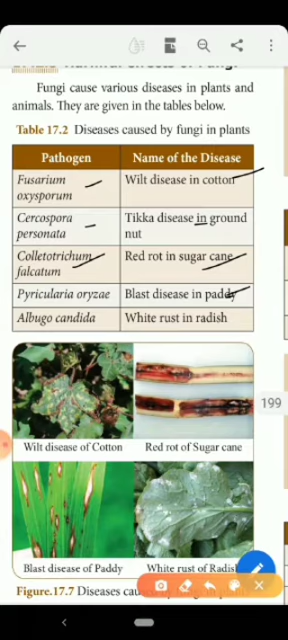 Fungi cause various diseases in plants and
animals. They are given in the tables below.
Table 17.2 Diseases caused by fungi in plants
Pathogen Name of the Disease
Fusarium Wilt disease in cotton
oxysporum
Cercospora Tikka disease in ground
personata nut
Colletotrichum Red rot in sugar cane
falcatum
Pyricularia oryzae Blast disease in paddy
Albugo candida White rust in radish
199
Wilt disease of Cotton Red rot of Sugar cane
Blast disease of Paddy White rust of Radish
Figure.17.7 Diseases